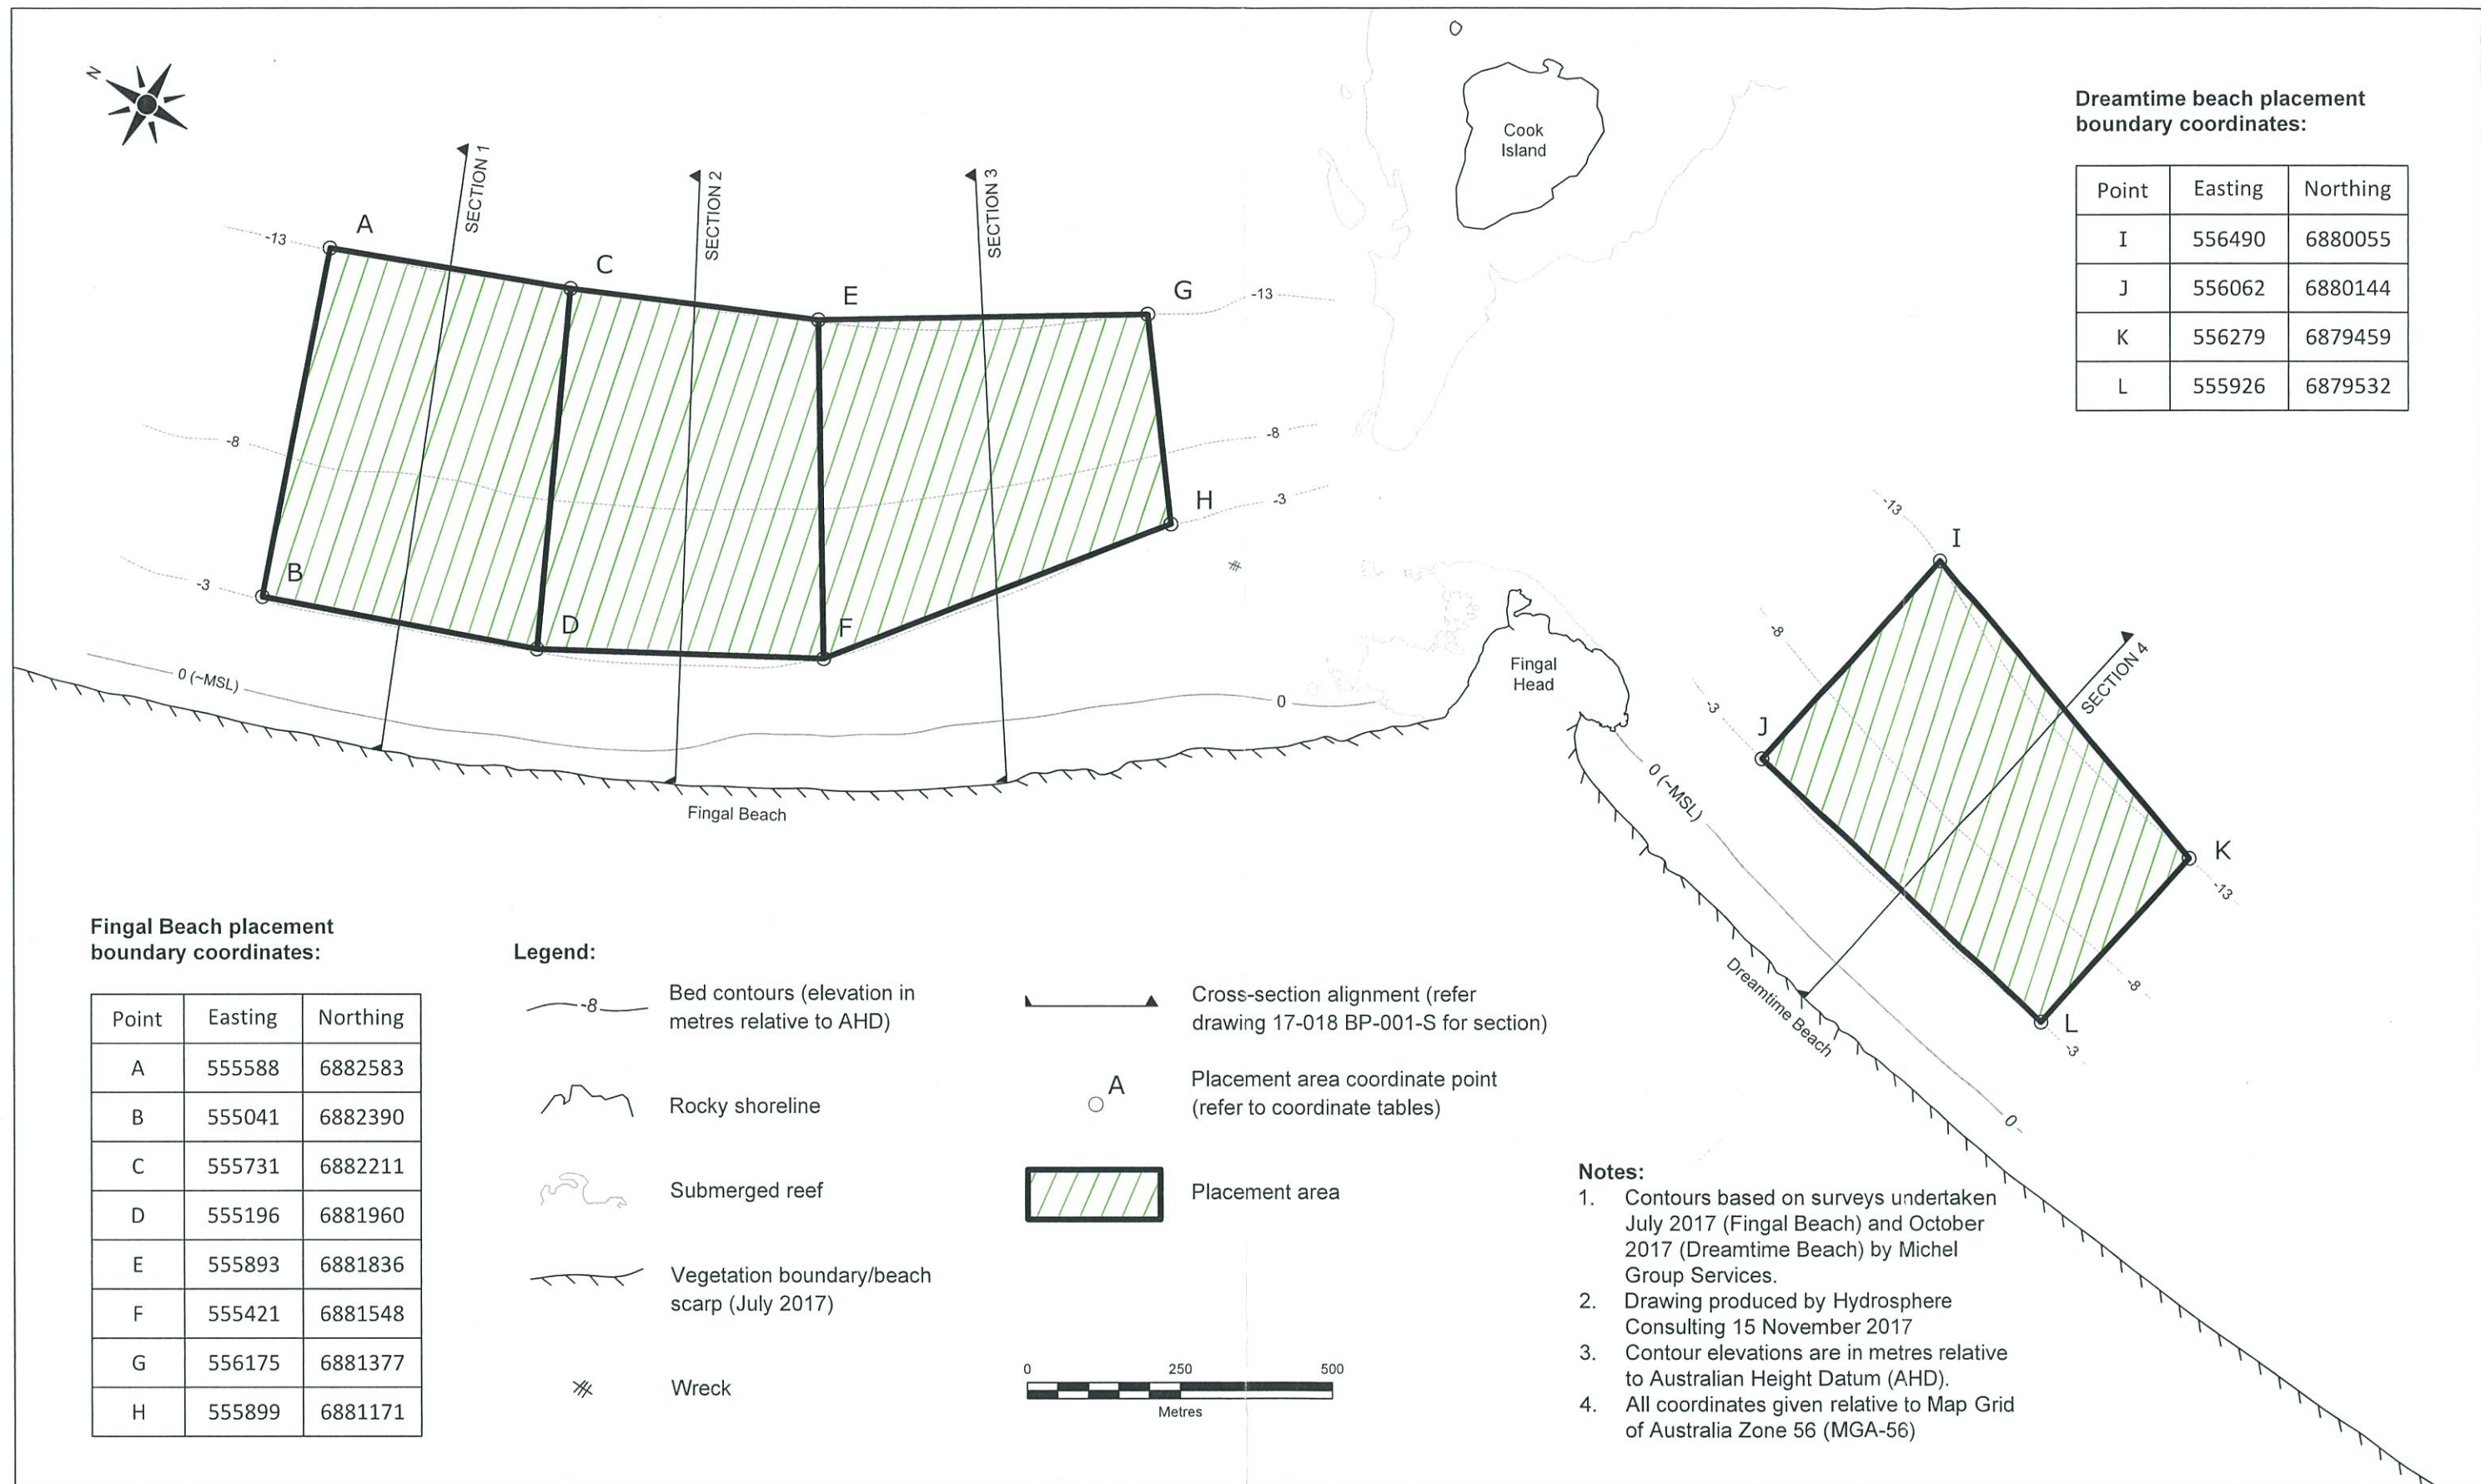 N
SECTION 1
SECTION 2
SECTION 3
Cook
Island
A
C
E
G
-13
-13
-8
-8
-3
H
B
-3
D
F
0 (~MSL)
0
Fingal Beach
Fingal
Head
Dreamtime beach placement
boundary coordinates:
Point Easting Northing
I 556490 6880055
J 556062 6880144
K 556279 6879459
L 555926 6879532
-13
I
-8
SECTION 4
-3
J
0 (~MSL)
K
-13
-8
L
-3
Dreamtime Beach
0
Fingal Beach placement
boundary coordinates:
Point Easting Northing
A 555588 6882583
B 555041 6882390
C 555731 6882211
D 555196 6881960
E 555893 6881836
F 555421 6881548
G 556175 6881377
H 555899 6881171
Legend:
-8
Bed contours (elevation in
metres relative to AHD)
Rocky shoreline
Submerged reef
Vegetation boundary/beach
scarp (July 2017)
Wreck
Cross-section alignment (refer
drawing 17-018 BP-001-S for section)
A
Placement area coordinate point
(refer to coordinate tables)
Placement area
0 250 500
Metres
Notes:
1. Contours based on surveys undertaken
July 2017 (Fingal Beach) and October
2017 (Dreamtime Beach) by Michel
Group Services.
2. Drawing produced by Hydrosphere
Consulting 15 November 2017
3. Contour elevations are in metres relative
to Australian Height Datum (AHD).
4. All coordinates given relative to Map Grid
of Australia Zone 56 (MGA-56)